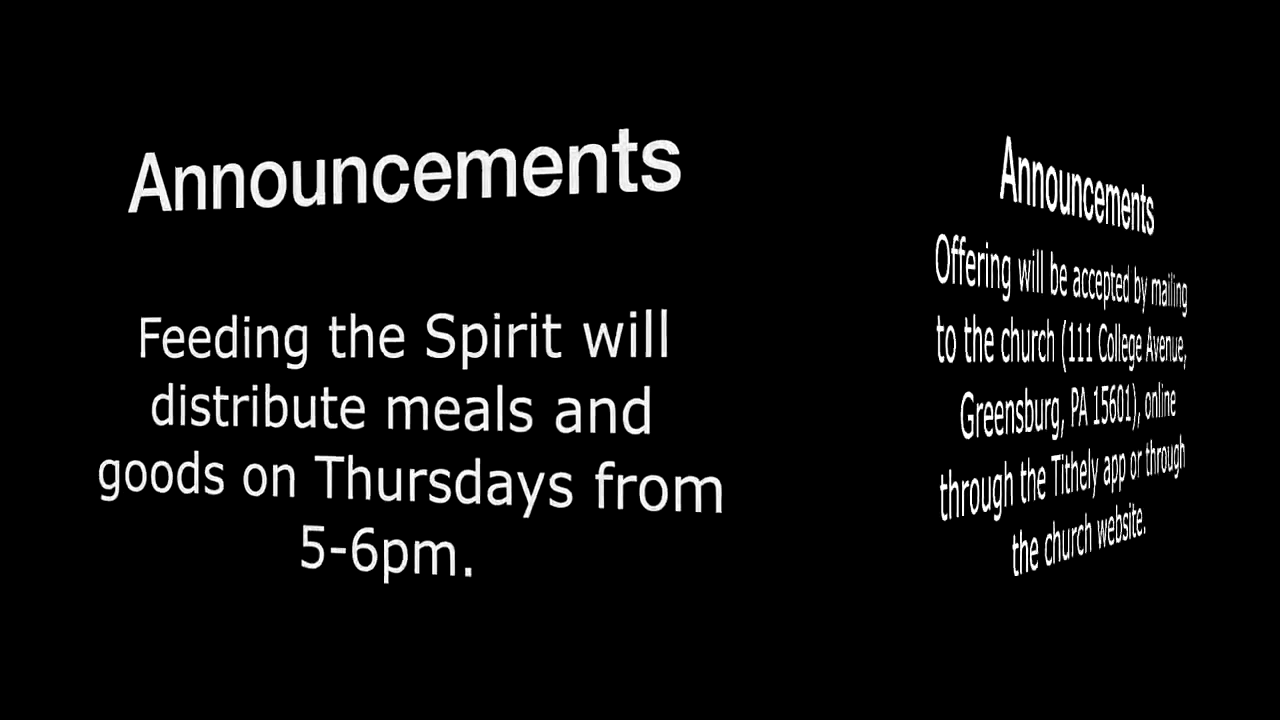 Announcements
Feeding the Spirit will
distribute meals and
goods on Thursdays from
5-6pm.
Announcements
Offering will be accepted by mailing
to the church (111 College Avenue,
Greensburg, PA 15601), online
through the Tithely app or through
the church website.